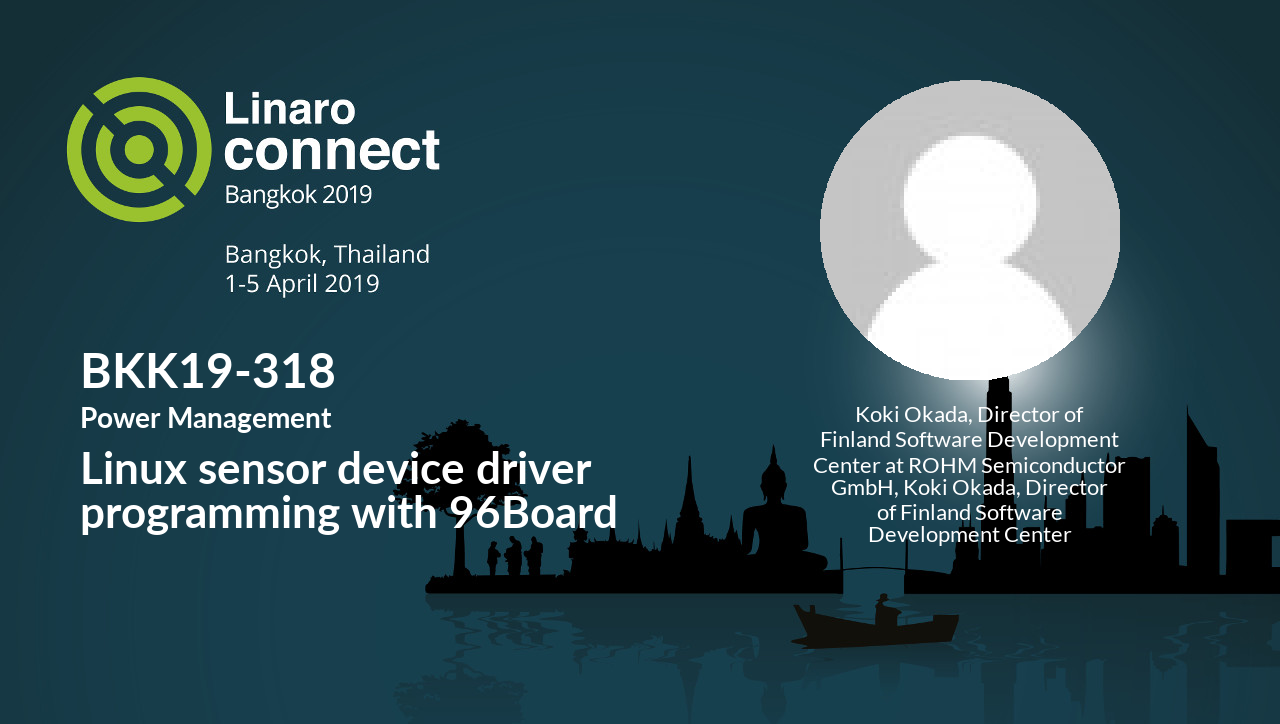 Linaro
connect
Bangkok 2019
Bangkok, Thailand
1-5 April 2019
BKK19-318
Power Management
Linux sensor device driver
programming with 96Board
Koki Okada, Director of
Finland Software Development
Center at ROHM Semiconductor
GmbH, Koki Okada, Director
of Finland Software
Development Center